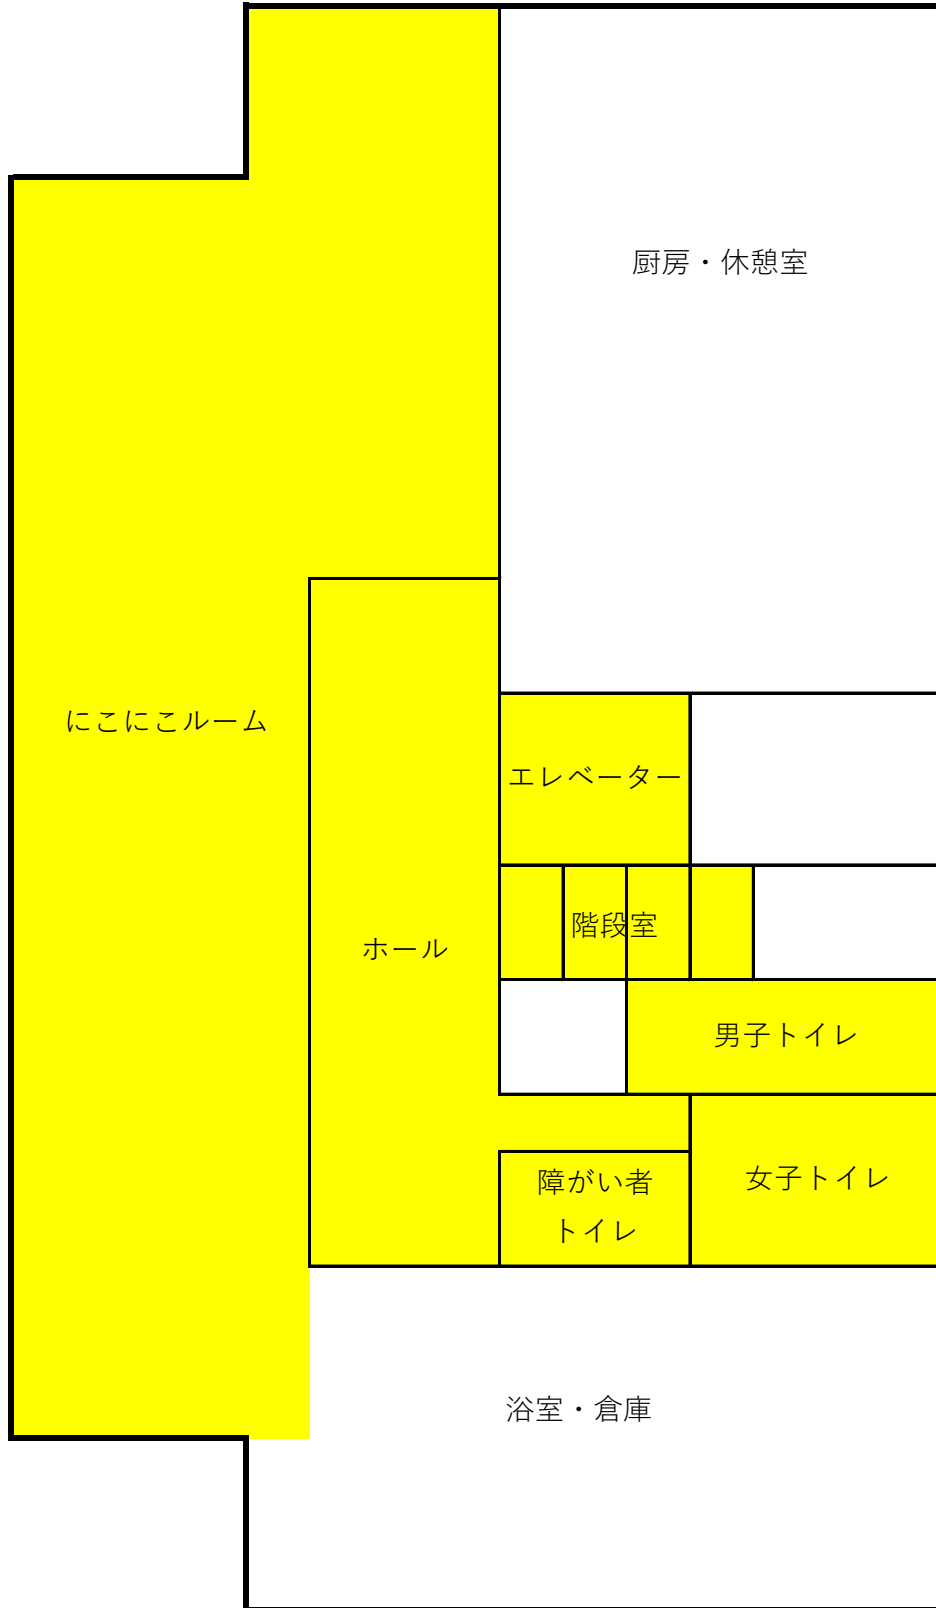 厨房・休憩室
にこにこルーム
エレベーター
階段室
ホール
男子トイレ
障がい者
トイレ
女子トイレ
浴室・倉庫